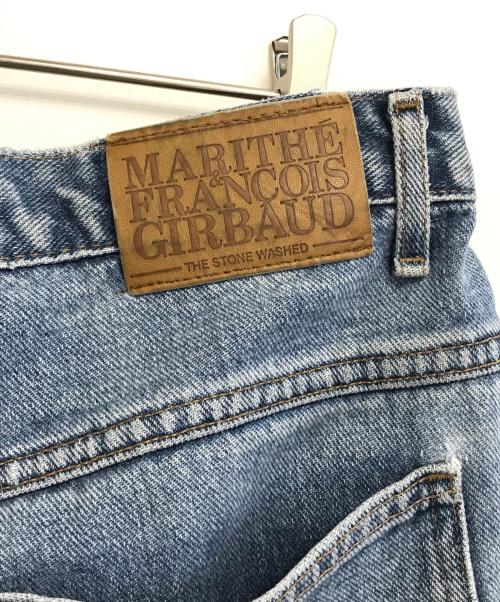 MARITHÉ
& FRANÇOIS
GIRBAUD
THE STONE WASHED